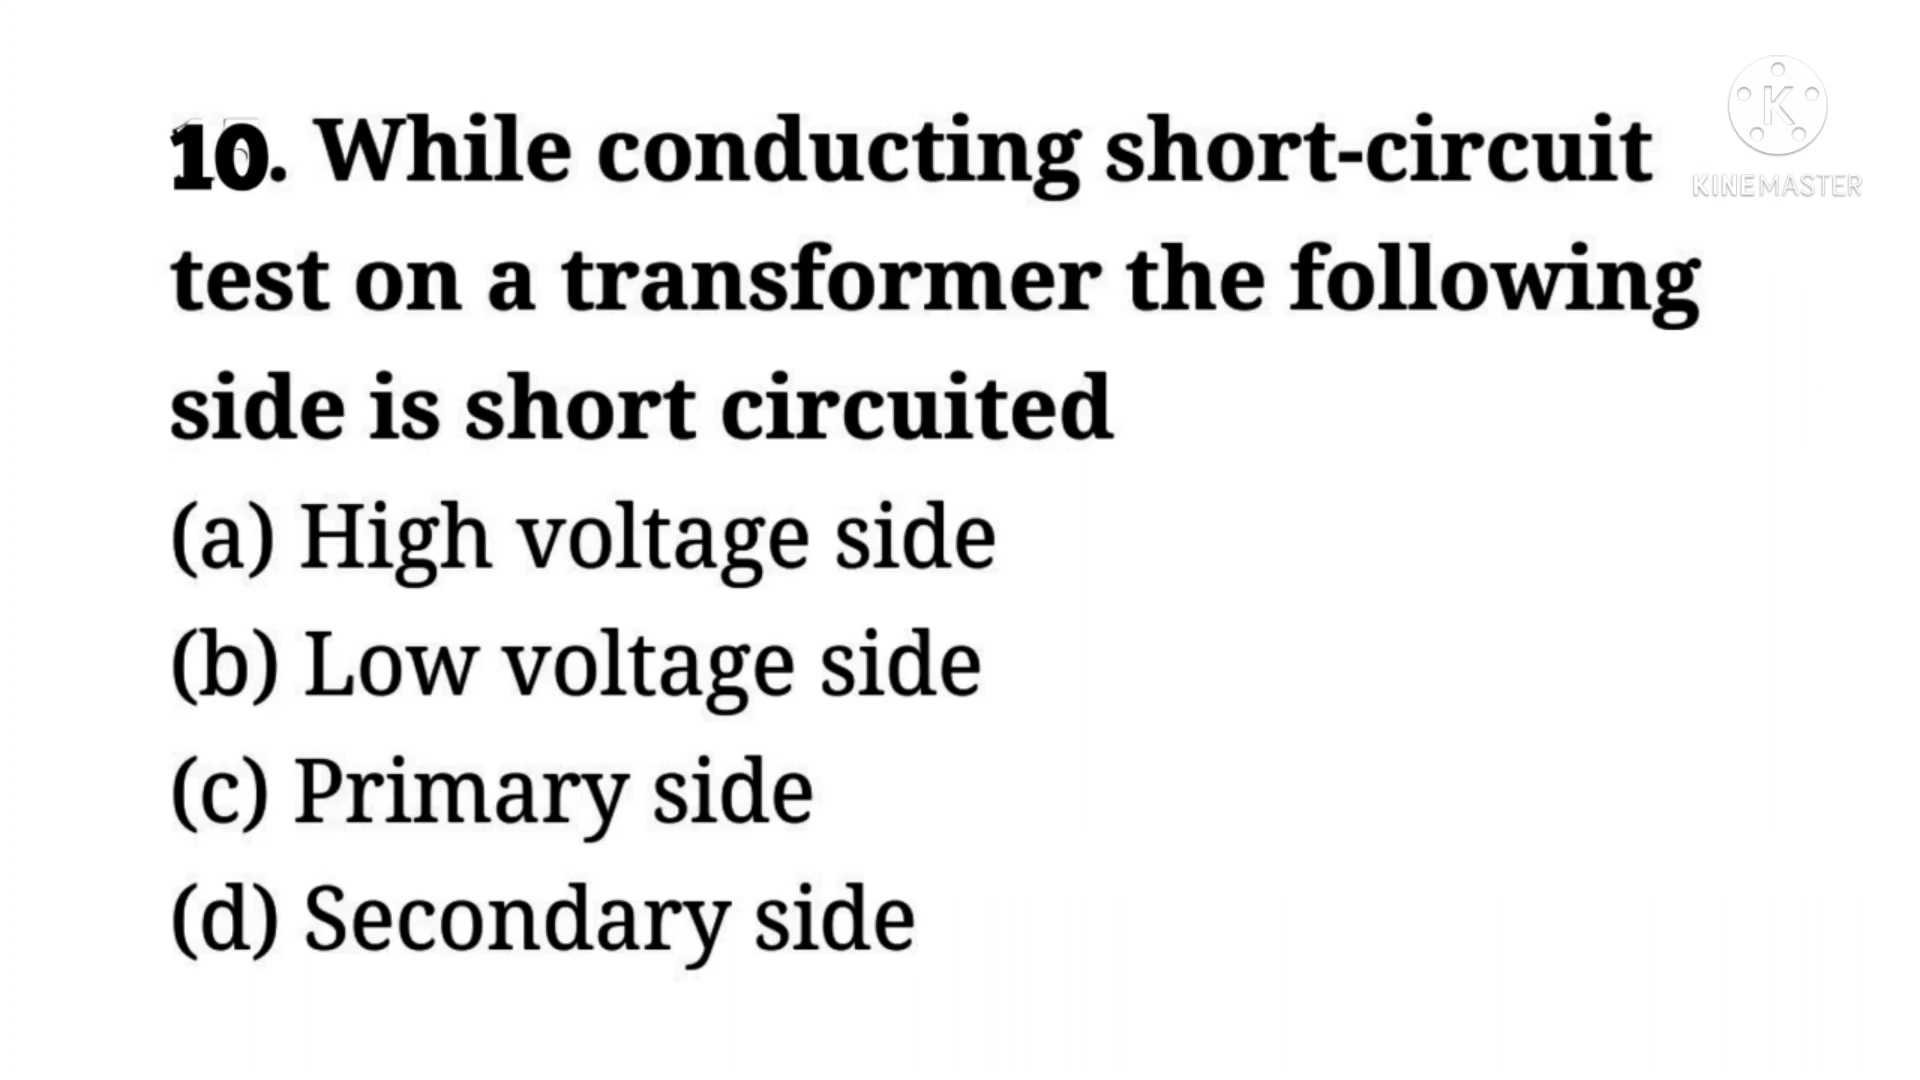 10. While conducting short-circuit
test on a transformer the following
side is short circuited
(a) High voltage side
(b) Low voltage side
(c) Primary side
(d) Secondary side
K
KINEMASTER